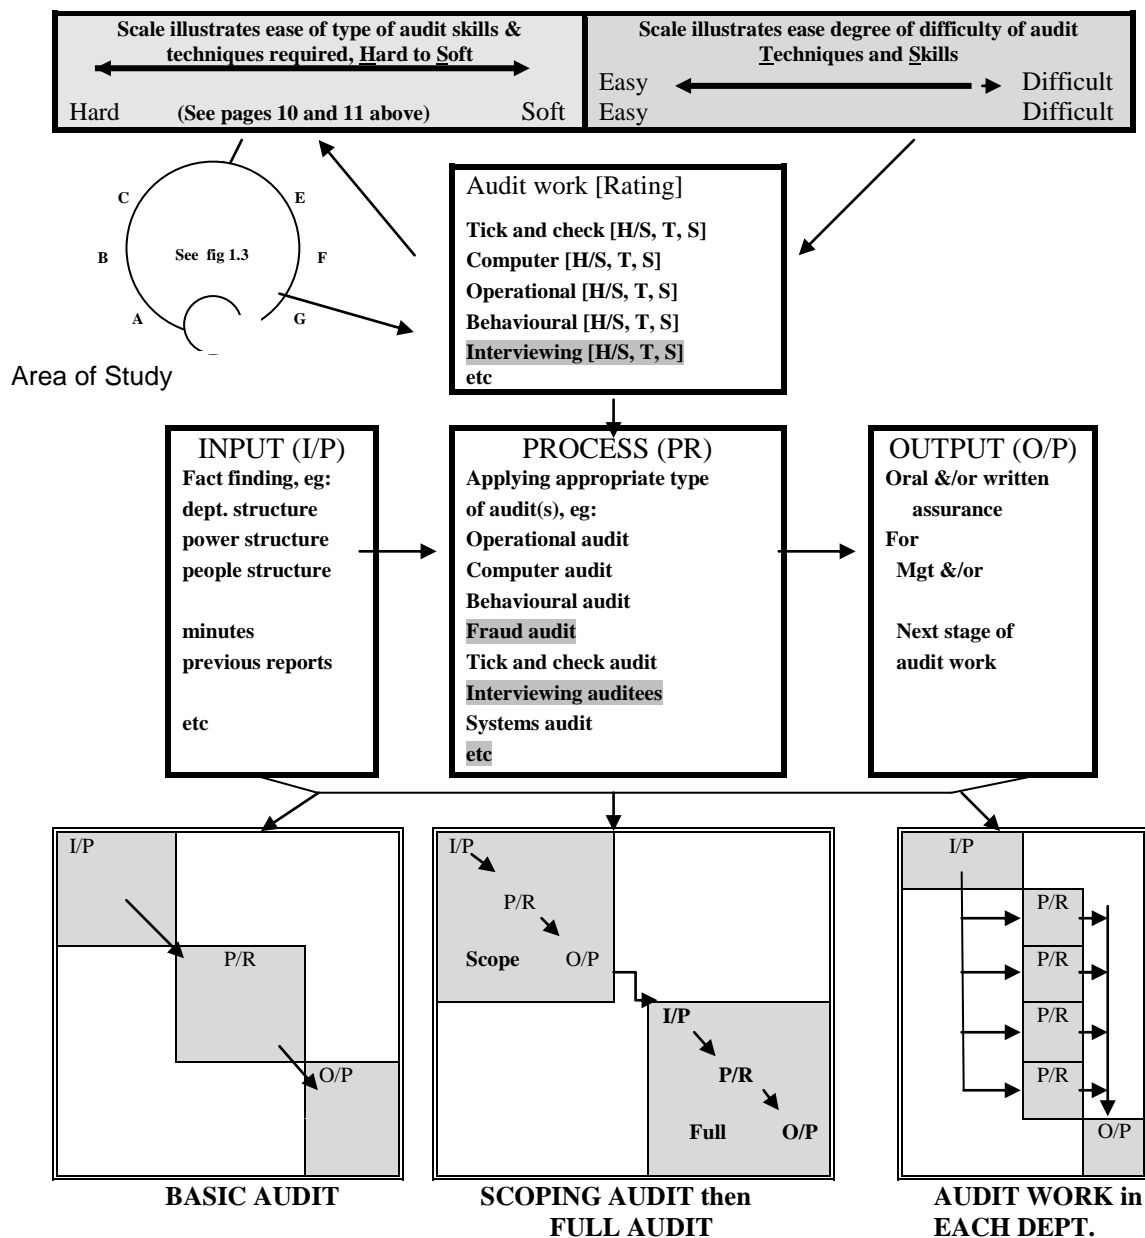 Scale illustrates ease of type of audit skills &
techniques required, Hard to Soft
Hard (See pages 10 and 11 above) Soft
Scale illustrates ease degree of difficulty of audit
Techniques and Skills
Easy Difficult
Easy Difficult
C
E
B
See fig 1.3
F
A
G
Area of Study
Audit work [Rating]
Tick and check [H/S, T, S]
Computer [H/S, T, S]
Operational [H/S, T, S]
Behavioural [H/S, T, S]
Interviewing [H/S, T, S]
etc
INPUT (I/P)
Fact finding, eg:
dept. structure
power structure
people structure
minutes
previous reports
etc
PROCESS (PR)
Applying appropriate type
of audit(s), eg:
Operational audit
Computer audit
Behavioural audit
Fraud audit
Tick and check audit
Interviewing auditees
Systems audit
etc
OUTPUT (O/P)
Oral &/or written
assurance
For
Mgt &/or
Next stage of
audit work
I/P
P/R
O/P
BASIC AUDIT
I/P
P/R
Scope O/P
I/P
P/R
Full O/P
SCOPING AUDIT then
FULL AUDIT
I/P
P/R
P/R
P/R
P/R
O/P
AUDIT WORK in
EACH DEPT.